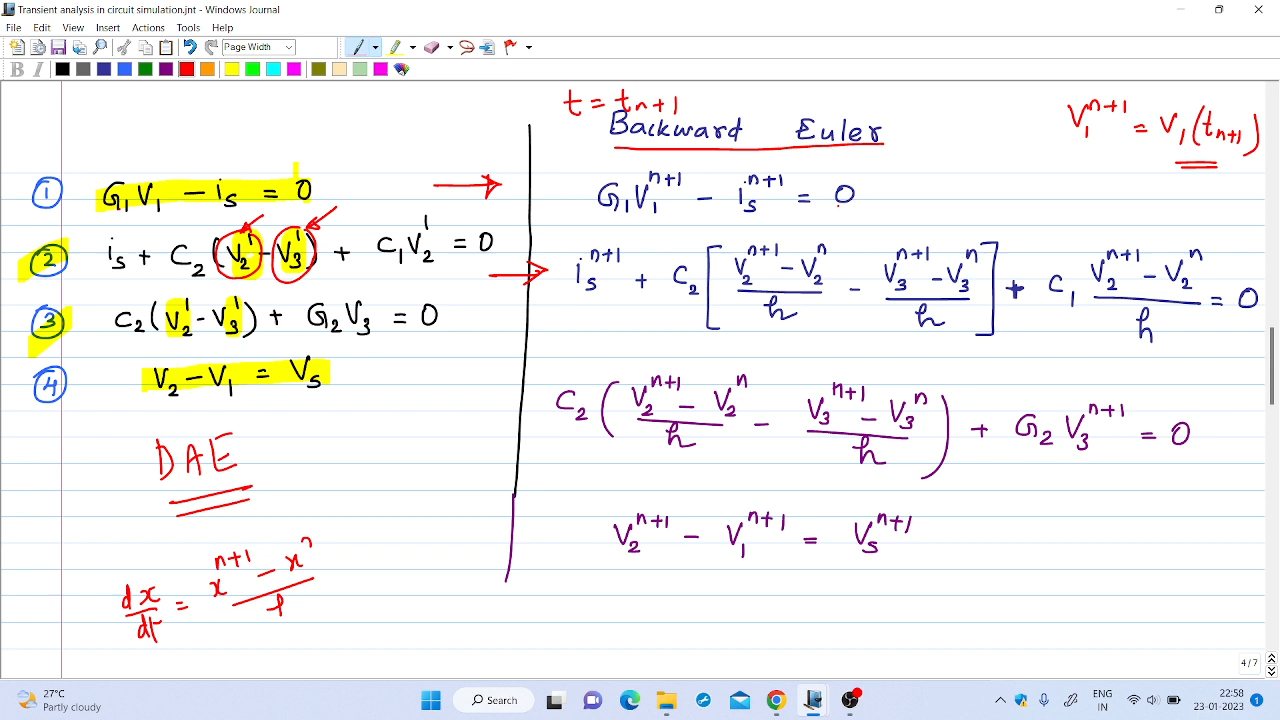 Transient analysis in circuit simulation.jnt - Windows Journal
File Edit View Insert Actions Tools Help
Page Width
B I
t = tn+1
Backward Euler
V₁ⁿ⁺¹ = V₁(tn+1)
① G₁V₁ − is = 0
② is + C₂(V₂' − V₃') + C₁V₂' = 0
③ C₂(V₂' − V₃') + G₂V₃ = 0
④ V₂ − V₁ = Vs
DAE
dx/dt = (xⁿ⁺¹ − xⁿ)/h
G₁V₁ⁿ⁺¹ − isⁿ⁺¹ = 0
isⁿ⁺¹ + C₂[(V₂ⁿ⁺¹ − V₂ⁿ)/h − (V₃ⁿ⁺¹ − V₃ⁿ)/h] + C₁ (V₂ⁿ⁺¹ − V₂ⁿ)/h = 0
C₂((V₂ⁿ⁺¹ − V₂ⁿ)/h − (V₃ⁿ⁺¹ − V₃ⁿ)/h) + G₂V₃ⁿ⁺¹ = 0
V₂ⁿ⁺¹ − V₁ⁿ⁺¹ = Vsⁿ⁺¹
4/7
27°C
Partly cloudy
Search
ENG
IN
22:58
23-01-2023
1